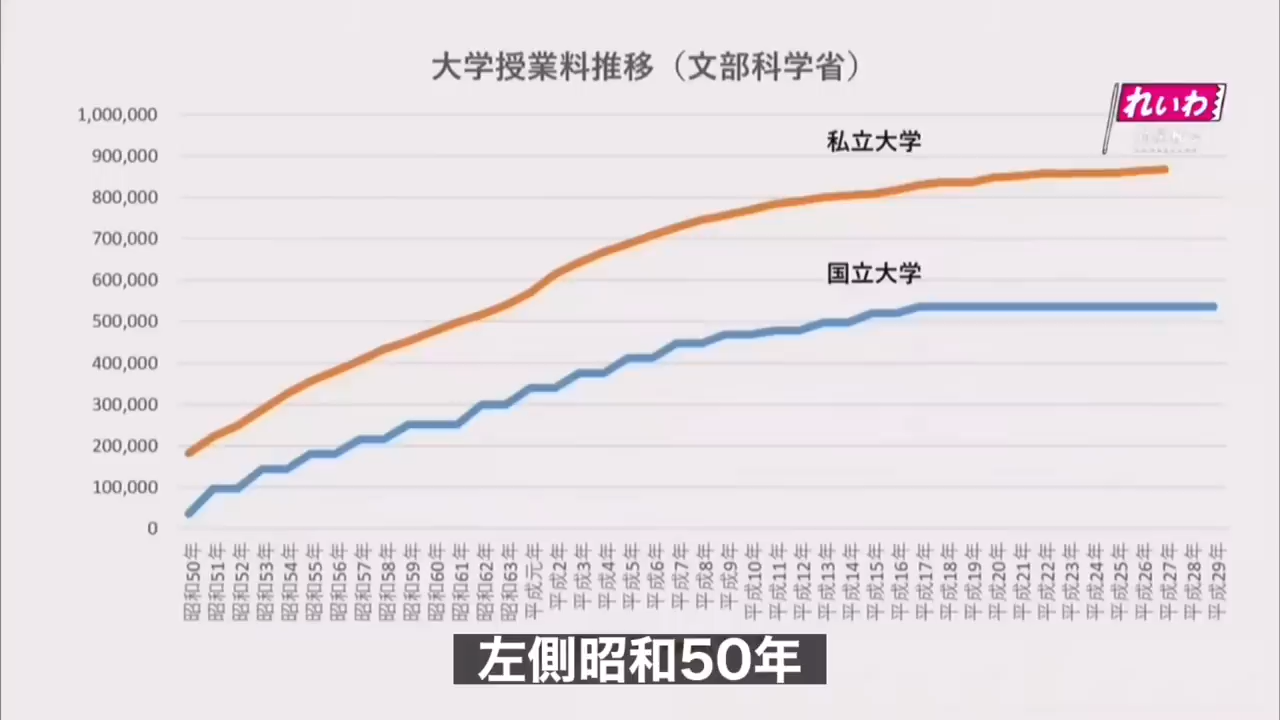 大学授業料推移（文部科学省）
れいわ
1,000,000
900,000
800,000
700,000
600,000
500,000
400,000
300,000
200,000
100,000
0
私立大学
国立大学
昭和50年
昭和51年
昭和52年
昭和53年
昭和54年
昭和55年
昭和56年
昭和57年
昭和58年
昭和59年
昭和60年
昭和61年
昭和62年
昭和63年
平成元年
平成2年
平成3年
平成4年
平成5年
平成6年
平成7年
平成8年
平成9年
平成10年
平成11年
平成12年
平成13年
平成14年
平成15年
平成16年
平成17年
平成18年
平成19年
平成20年
平成21年
平成22年
平成23年
平成24年
平成25年
平成26年
平成27年
平成28年
平成29年
左側昭和50年